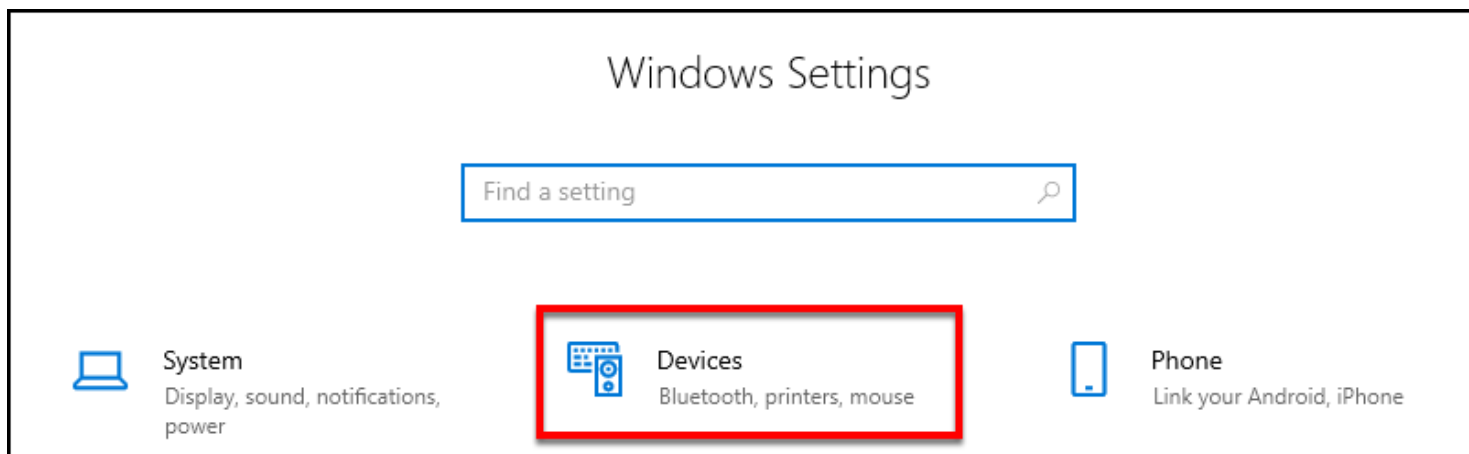 Windows Settings
Find a setting
System
Display, sound, notifications,
power
Devices
Bluetooth, printers, mouse
Phone
Link your Android, iPhone